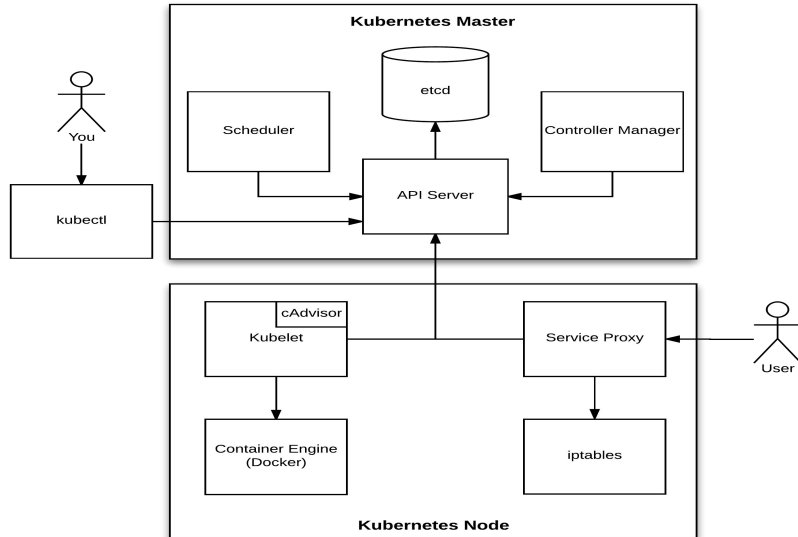 Kubernetes Master
etcd
Scheduler
Controller Manager
You
API Server
kubectl
cAdvisor
Kubelet
Service Proxy
User
Container Engine
(Docker)
iptables
Kubernetes Node